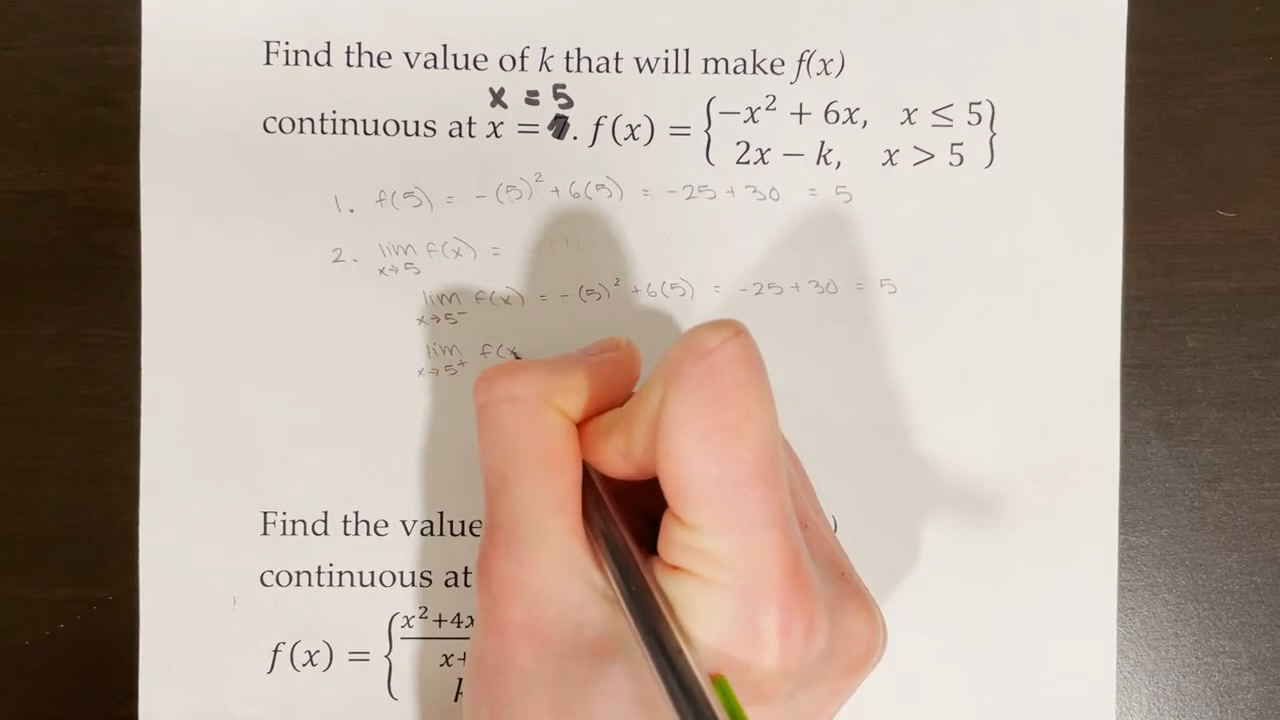 Find the value of k that will make f(x)
x = 5
continuous at x = . f(x) = { -x² + 6x, x ≤ 5 }
2x − k, x > 5
1. f(5) = -(5)² + 6(5) = -25 + 30 = 5
2. lim f(x) =
x→5
lim f(x) = -(5)² + 6(5) = -25 + 30 = 5
x→5⁻
lim f(x
x→5⁺
Find the value )
continuous at
x²+4x
f(x) = {
x+
k